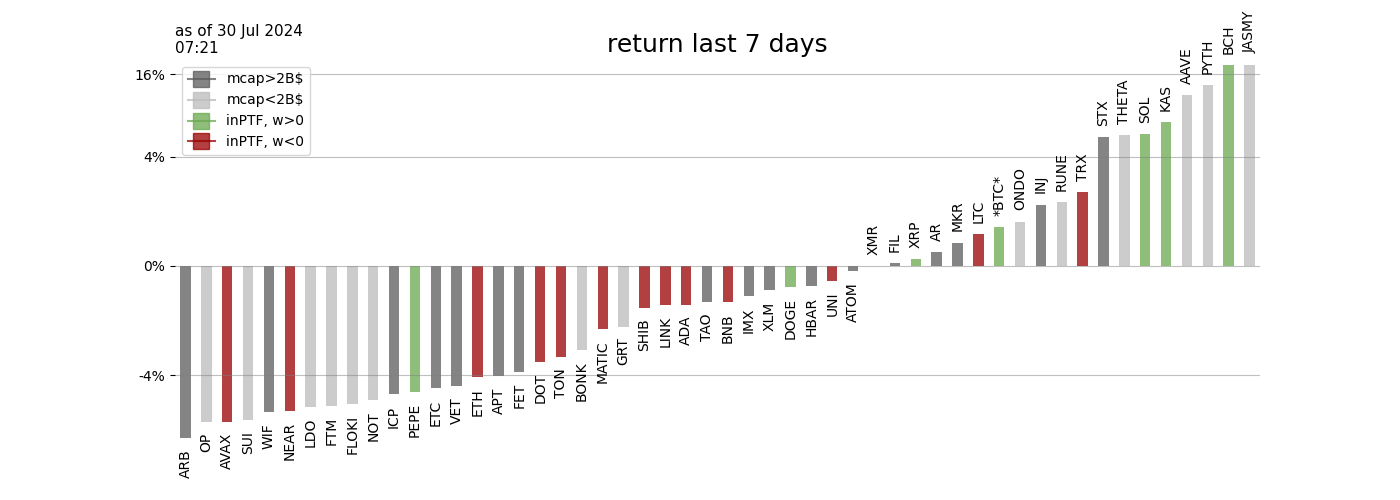 as of 30 Jul 2024
07:21
return last 7 days
mcap>2B$
mcap<2B$
inPTF, w>0
inPTF, w<0
16%
4%
0%
-4%
ARB
OP
AVAX
SUI
WIF
NEAR
LDO
FTM
FLOKI
NOT
ICP
PEPE
ETC
VET
ETH
APT
FET
DOT
TON
BONK
MATIC
GRT
SHIB
LINK
ADA
TAO
BNB
IMX
XLM
DOGE
HBAR
UNI
ATOM
XMR
FIL
XRP
AR
MKR
LTC
*BTC*
ONDO
INJ
RUNE
TRX
STX
THETA
SOL
KAS
AAVE
PYTH
BCH
JASMY